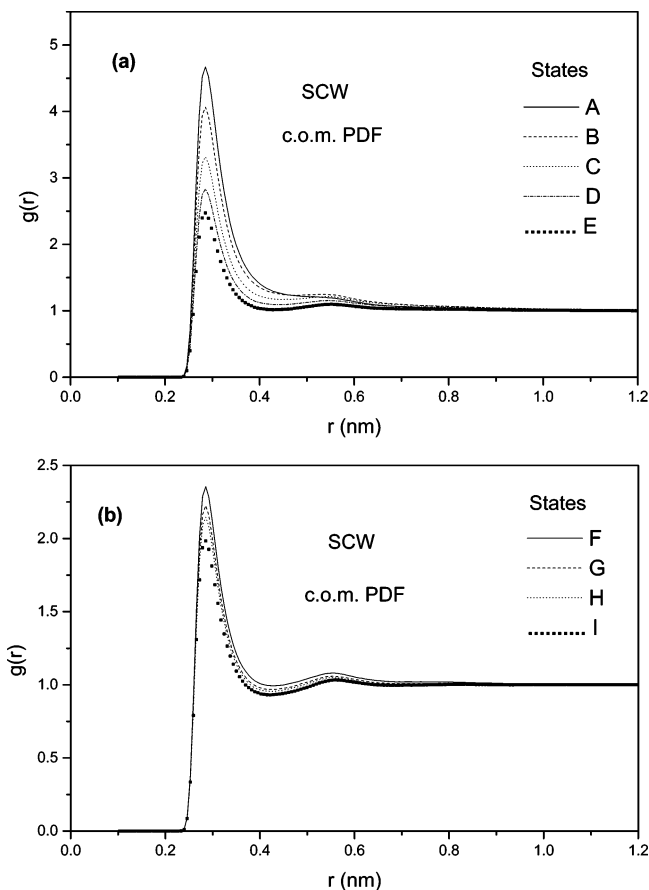 (a)
SCW
c.o.m. PDF
States
A
B
C
D
E
g(r)
5
4
3
2
1
0
0.0 0.2 0.4 0.6 0.8 1.0 1.2
r (nm)
(b)
SCW
c.o.m. PDF
States
F
G
H
I
g(r)
2.5
2.0
1.5
1.0
0.5
0.0
0.0 0.2 0.4 0.6 0.8 1.0 1.2
r (nm)